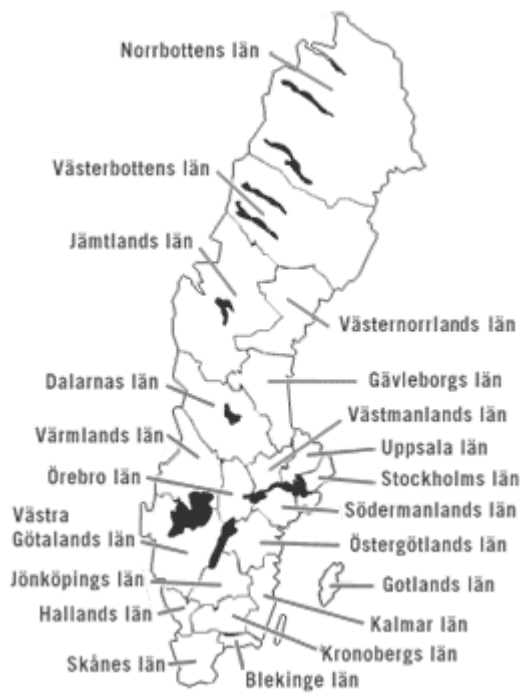 Norrbottens län
Västerbottens län
Jämtlands län
Västernorrlands län
Dalarnas län
Gävleborgs län
Västmanlands län
Värmlands län
Uppsala län
Örebro län
Stockholms län
Södermanlands län
Västra
Götalands län
Östergötlands län
Jönköpings län
Gotlands län
Hallands län
Kalmar län
Kronobergs län
Skånes län
Blekinge län